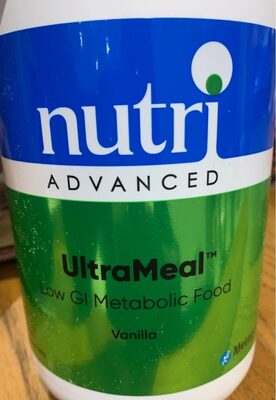 nutri
ADVANCED
UltraMeal™
Low GI Metabolic Food
Vanilla